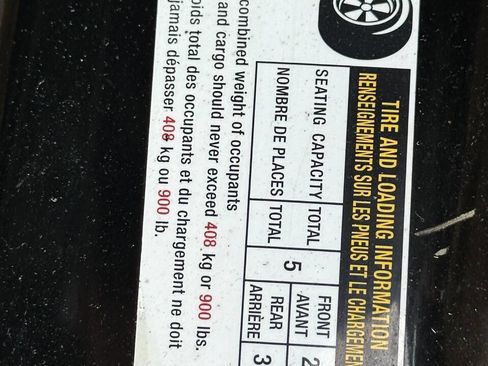 TIRE AND LOADING INFORMATION
RENSEIGNEMENTS SUR LES PNEUS ET LE CHARGEMEN
SEATING CAPACITY TOTAL 5 FRONT 2
NOMBRE DE PLACES TOTAL AVANT
REAR 3
ARRIÈRE
combined weight of occupants
and cargo should never exceed 408 kg or 900 lbs.
oids total des occupants et du chargement ne doit
jamais dépasser 408 kg ou 900 lb.